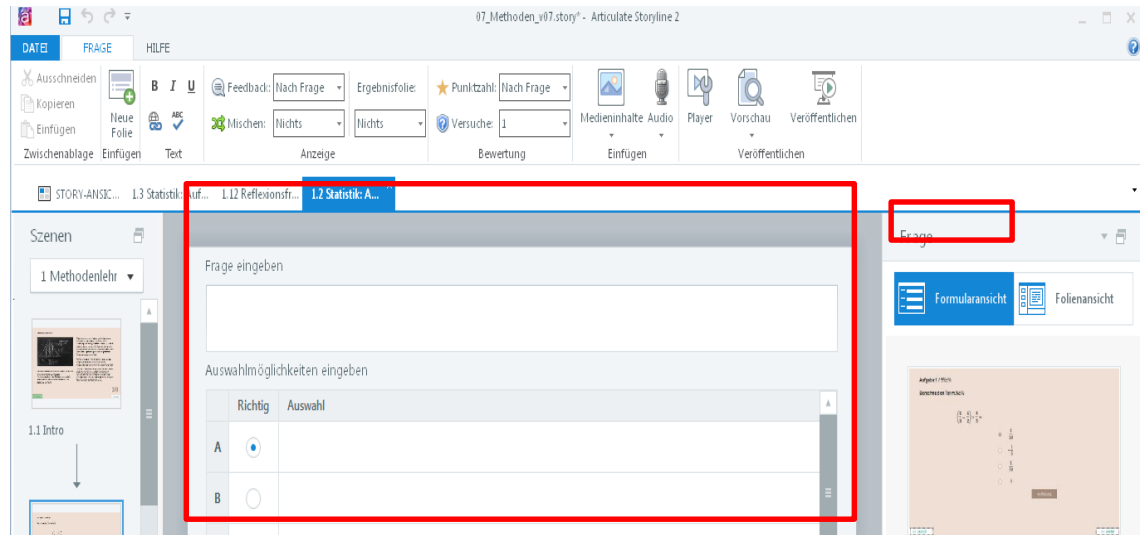 07_Methoden_v07.story* - Articulate Storyline 2
DATEI FRAGE HILFE
Ausschneiden
Kopieren
Einfügen
Zwischenablage
Neue
Folie
Einfügen
B I U
ABC
Text
Feedback: Nach Frage
Ergebnisfolie:
Mischen: Nichts
Nichts
Anzeige
Punktzahl: Nach Frage
Versuche: 1
Bewertung
Medieninhalte Audio
Einfügen
Player Vorschau Veröffentlichen
Veröffentlichen
STORY-ANSIC... 1.3 Statistik: Auf... 1.12 Reflexionsfr... 1.2 Statistik: A...
Szenen
1 Methodenlehr
1.1 Intro
Frage eingeben
Auswahlmöglichkeiten eingeben
Richtig Auswahl
A
B
Frage
Formularansicht Folienansicht